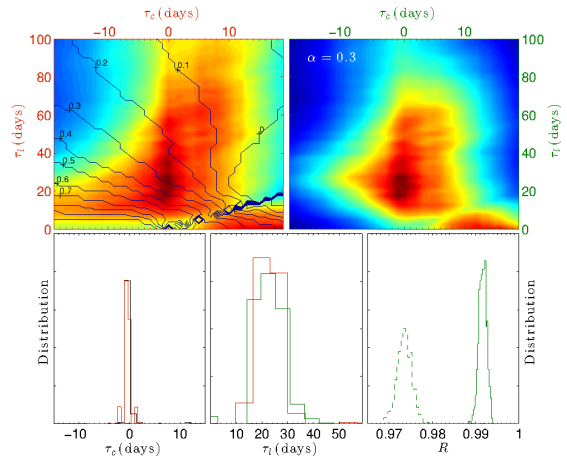 τc (days)
τc (days)
−10 0 10
−10 0 10
100
80
60
40
20
0
τl (days)
0.2
0.1
0.3
0.4
0.5
0.6
0.7
0
α = 0.3
100
80
60
40
20
0
τl (days)
Distribution
Distribution
−10 0 10
10 20 30 40 50
0.97 0.98 0.99 1
τc (days)
τl (days)
R